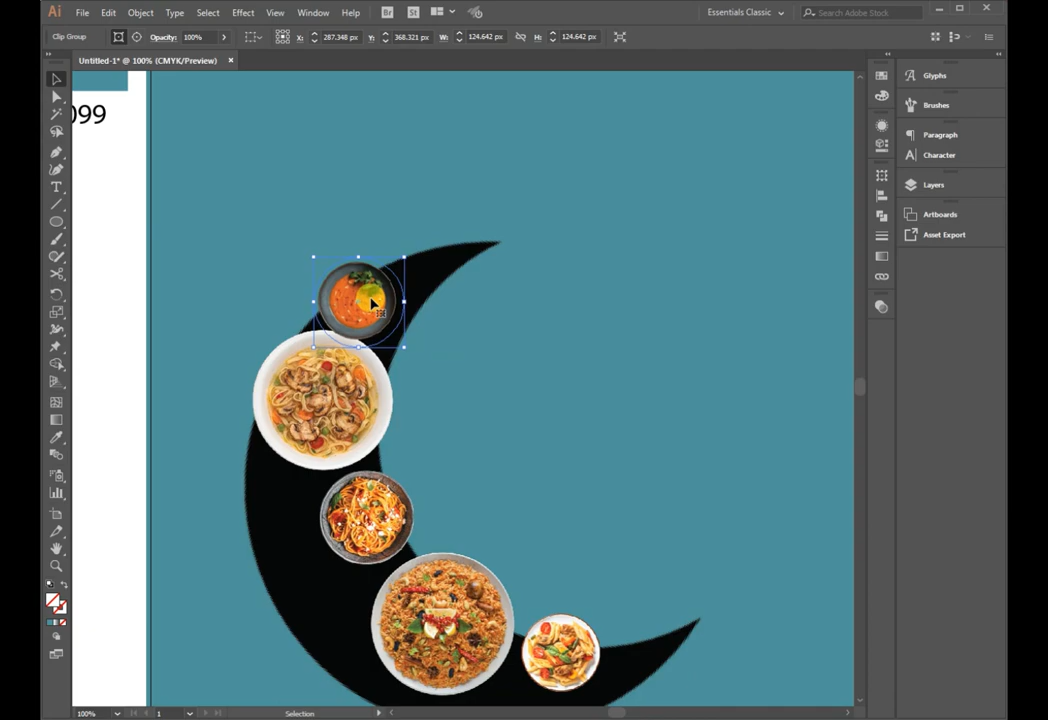 Ai File Edit Object Type Select Effect View Window Help Br St Essentials Classic Search Adobe Stock
Clip Group Opacity: 100% X: 287.348 px Y: 368.321 px W: 124.642 px H: 124.642 px
Untitled-1* @ 100% (CMYK/Preview) ×
Glyphs
Brushes
099
Paragraph
Character
Layers
Artboards
Asset Export
100% 1 Selection